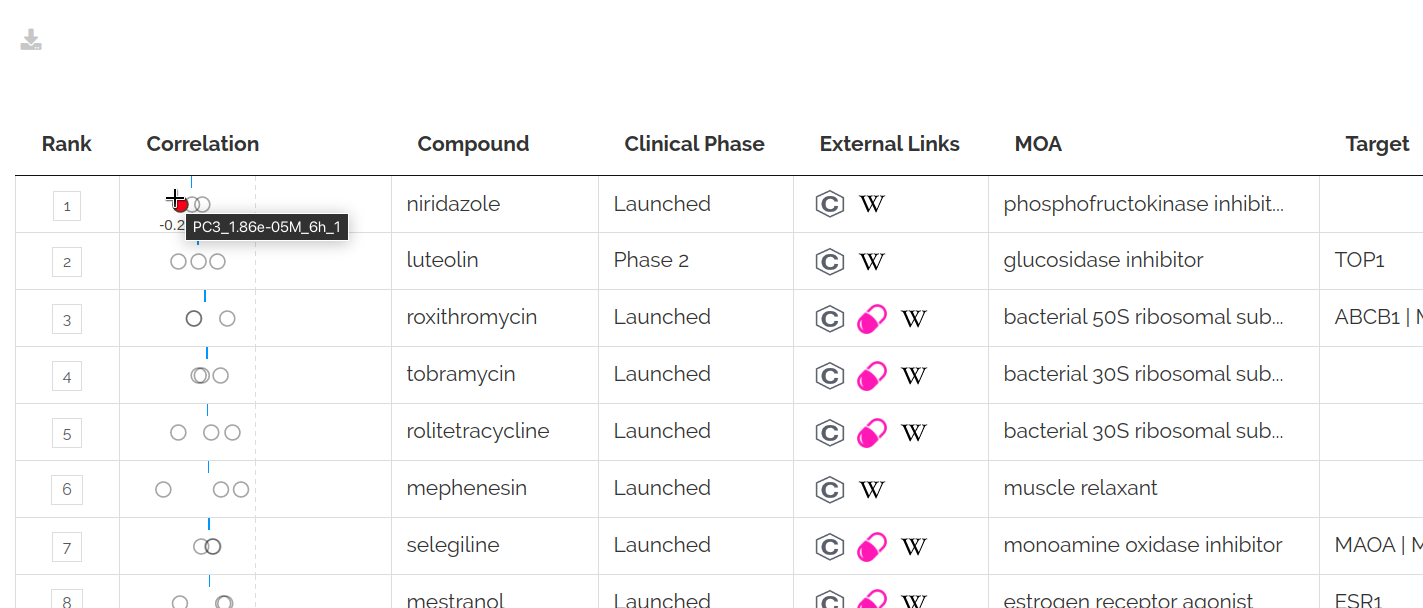 Rank Correlation Compound Clinical Phase External Links MOA Target
1 niridazole Launched C W phosphofructokinase inhibit...
-0.2 PC3_1.86e-05M_6h_1
2 luteolin Phase 2 C W glucosidase inhibitor TOP1
3 roxithromycin Launched C W bacterial 50S ribosomal sub... ABCB1 |
4 tobramycin Launched C W bacterial 30S ribosomal sub...
5 rolitetracycline Launched C W bacterial 30S ribosomal sub...
6 mephenesin Launched C W muscle relaxant
7 selegiline Launched C W monoamine oxidase inhibitor MAOA |
8 mestranol Launched C W estrogen receptor agonist ESR1